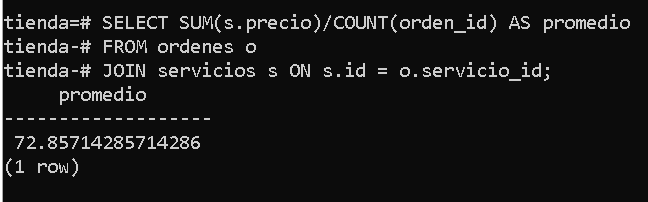 tienda=# SELECT SUM(s.precio)/COUNT(orden_id) AS promedio
tienda-# FROM ordenes o
tienda-# JOIN servicios s ON s.id = o.servicio_id;
promedio
-------------------
72.85714285714286
(1 row)